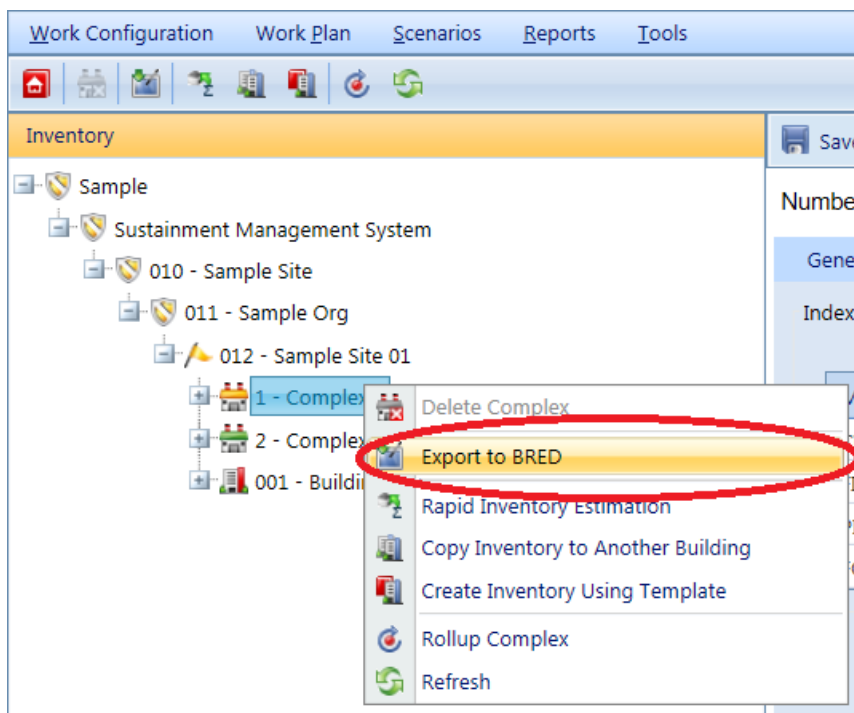 Work Configuration Work Plan Scenarios Reports Tools
Inventory
Sample
Sustainment Management System
010 - Sample Site
011 - Sample Org
012 - Sample Site 01
1 - Complex
2 - Complex
001 - Buildi
Delete Complex
Export to BRED
Rapid Inventory Estimation
Copy Inventory to Another Building
Create Inventory Using Template
Rollup Complex
Refresh
Save
Numbe
Gene
Index